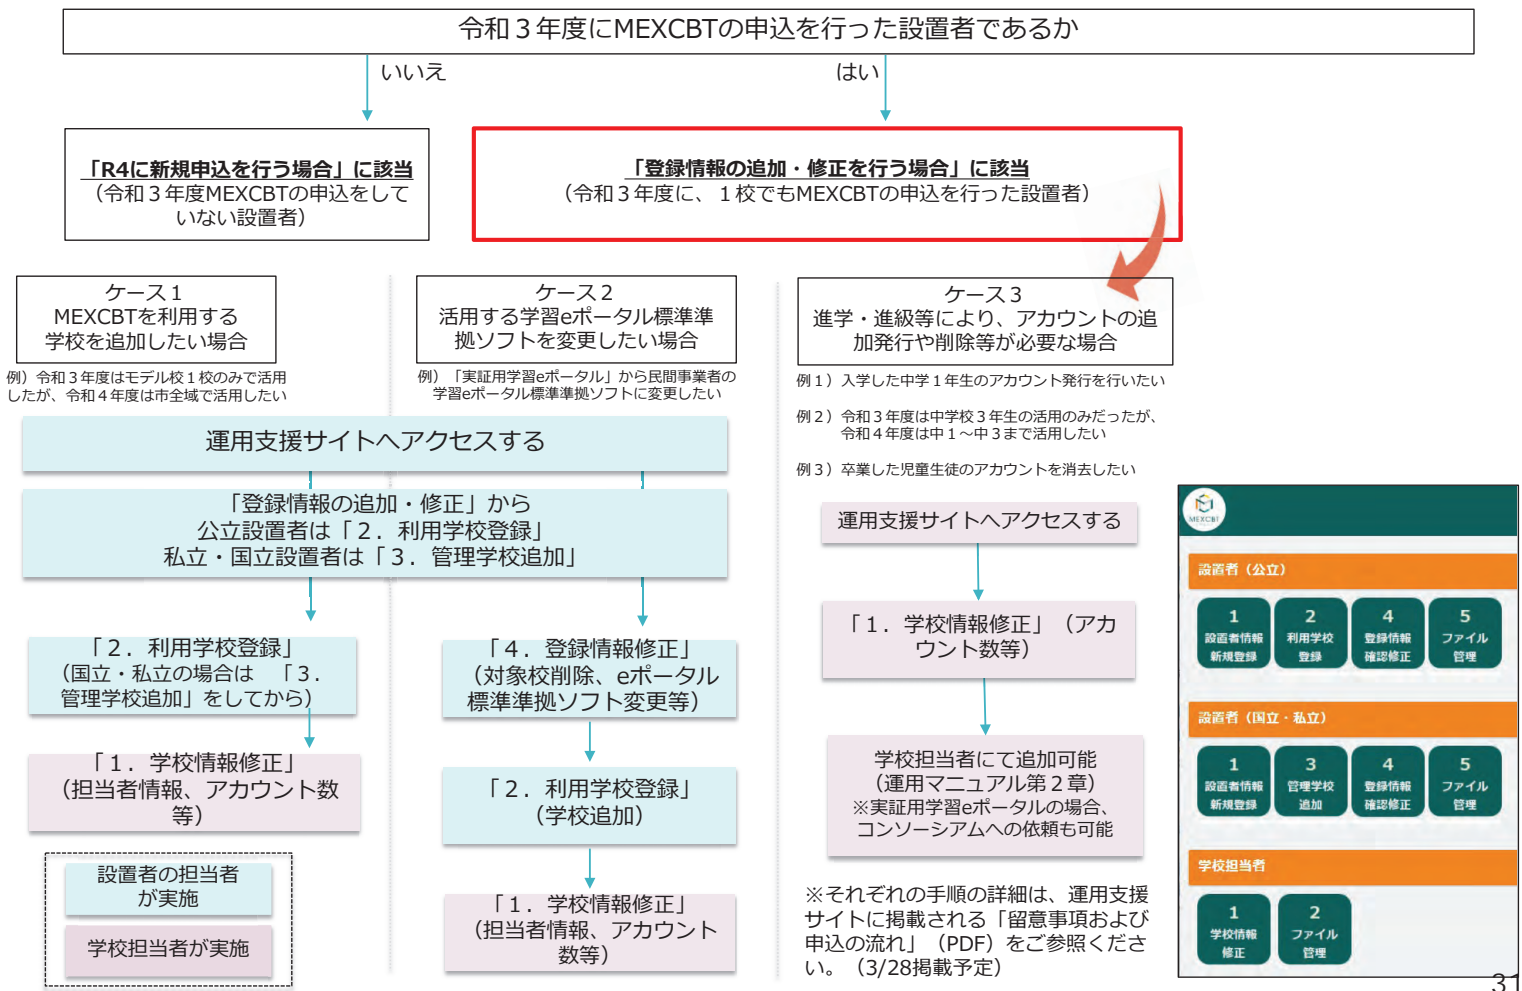 令和３年度にMEXCBTの申込を行った設置者であるか
いいえ
はい
「R4に新規申込を行う場合」に該当
（令和３年度MEXCBTの申込をして
いない設置者）
「登録情報の追加・修正を行う場合」に該当
（令和３年度に、１校でもMEXCBTの申込を行った設置者）
ケース１
MEXCBTを利用する
学校を追加したい場合
例）令和３年度はモデル校１校のみで活用
したが、令和４年度は市全域で活用したい
ケース２
活用する学習eポータル標準準
拠ソフトを変更したい場合
例）「実証用学習eポータル」から民間事業者の
学習eポータル標準準拠ソフトに変更したい
ケース３
進学・進級等により、アカウントの追
加発行や削除等が必要な場合
例１）入学した中学１年生のアカウント発行を行いたい
例２）令和３年度は中学校３年生の活用のみだったが、
令和４年度は中１～中３まで活用したい
例３）卒業した児童生徒のアカウントを消去したい
運用支援サイトへアクセスする
「登録情報の追加・修正」から
公立設置者は「２．利用学校登録」
私立・国立設置者は「３．管理学校追加」
「２．利用学校登録」
（国立・私立の場合は　「３．
管理学校追加」をしてから）
「１．学校情報修正」
（担当者情報、アカウント数
等）
「４．登録情報修正」
（対象校削除、eポータル
標準準拠ソフト変更等）
「２．利用学校登録」
（学校追加）
「１．学校情報修正」
（担当者情報、アカウント
数等）
運用支援サイトへアクセスする
「１．学校情報修正」（アカ
ウント数等）
学校担当者にて追加可能
（運用マニュアル第２章）
※実証用学習eポータルの場合、
コンソーシアムへの依頼も可能
※それぞれの手順の詳細は、運用支援
サイトに掲載される「留意事項および
申込の流れ」（PDF）をご参照くださ
い。（3/28掲載予定）
設置者の担当者
が実施
学校担当者が実施
MEXCBT
設置者（公立）
1
設置者情報
新規登録
2
利用学校
登録
4
登録情報
確認修正
5
ファイル
管理
設置者（国立・私立）
1
設置者情報
新規登録
3
管理学校
追加
4
登録情報
確認修正
5
ファイル
管理
学校担当者
1
学校情報
修正
2
ファイル
管理
31